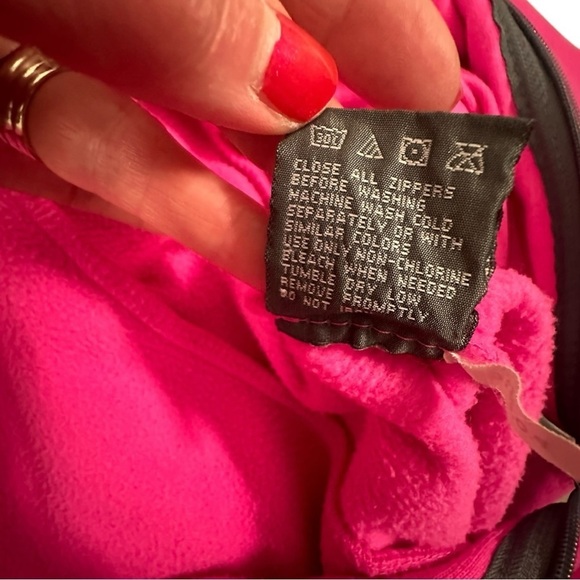 30C
CLOSE ALL ZIPPERS
BEFORE WASHING
MACHINE WASH COLD
SEPARATELY OR WITH
SIMILAR COLORS
USE ONLY NON-CHLORINE
BLEACH WHEN NEEDED
TUMBLE DRY LOW
REMOVE PROMPTLY
DO NOT